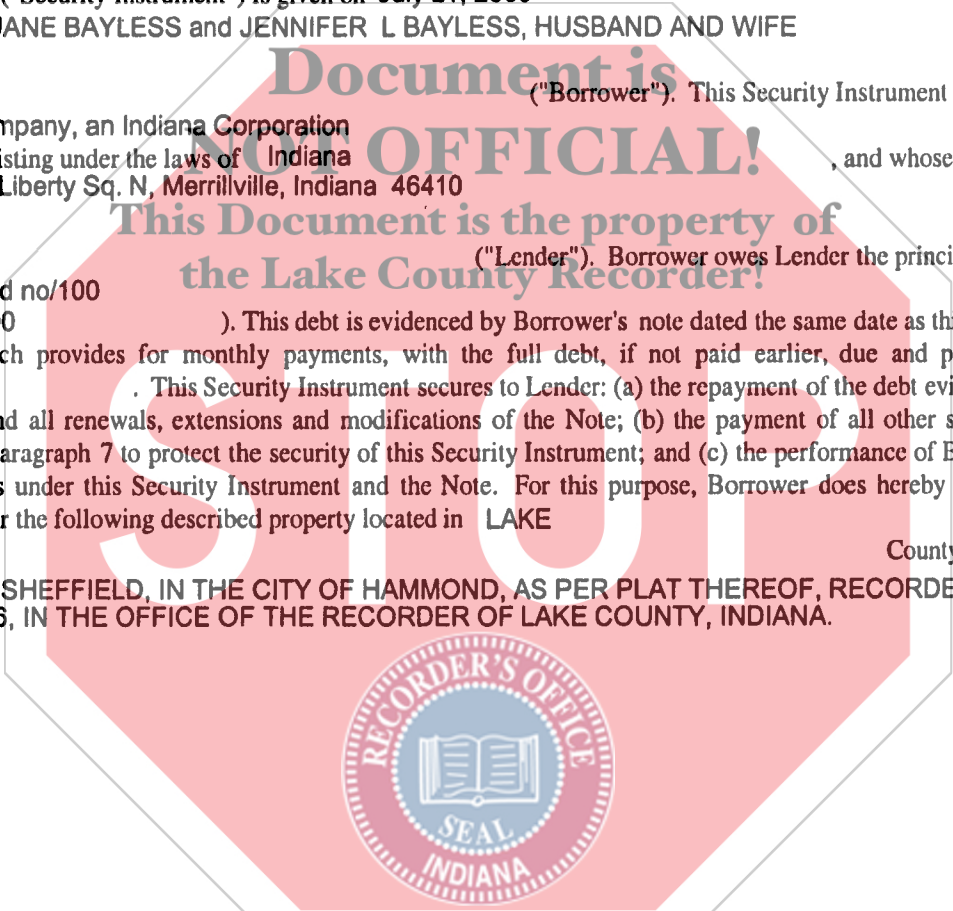 ("Security Instrument") is given on July 21, 2000
ANE BAYLESS and JENNIFER L BAYLESS, HUSBAND AND WIFE
Document is
("Borrower"). This Security Instrument
mpany, an Indiana Corporation
NOT OFFICIAL!
isting under the laws of Indiana , and whose
Liberty Sq. N, Merrillville, Indiana 46410
This Document is the property of
("Lender"). Borrower owes Lender the princi
the Lake County Recorder!
d no/100
0 ). This debt is evidenced by Borrower's note dated the same date as thi
ch provides for monthly payments, with the full debt, if not paid earlier, due and p
. This Security Instrument secures to Lender: (a) the repayment of the debt evi
nd all renewals, extensions and modifications of the Note; (b) the payment of all other s
aragraph 7 to protect the security of this Security Instrument; and (c) the performance of B
s under this Security Instrument and the Note. For this purpose, Borrower does hereby
r the following described property located in LAKE
County
SHEFFIELD, IN THE CITY OF HAMMOND, AS PER PLAT THEREOF, RECORDE
6, IN THE OFFICE OF THE RECORDER OF LAKE COUNTY, INDIANA.
STOP
RECORDER'S OFFICE
SEAL
INDIANA